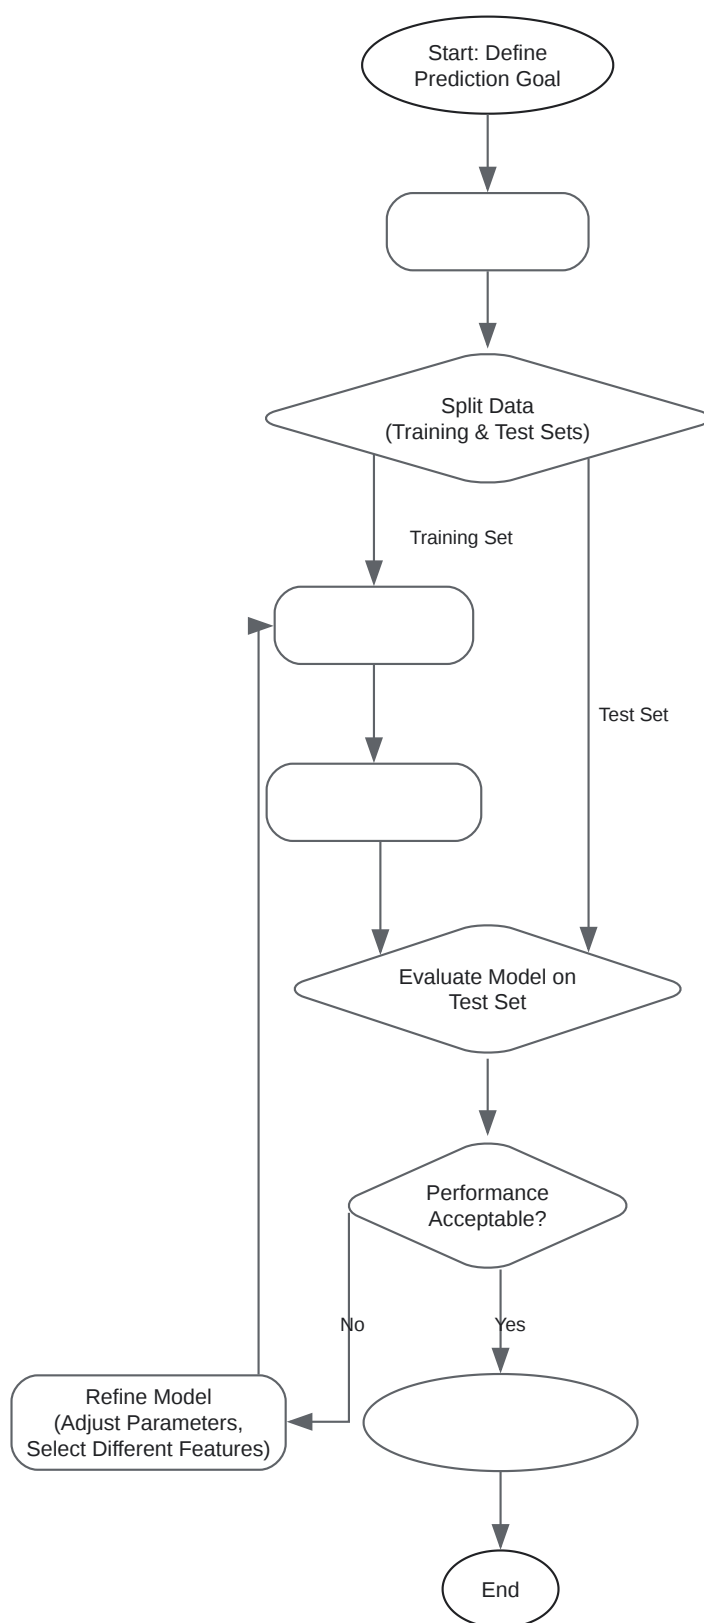 Start: Define
Prediction Goal
Split Data
(Training & Test Sets)
Training Set
Test Set
Evaluate Model on
Test Set
Performance
Acceptable?
No
Yes
Refine Model
(Adjust Parameters,
Select Different Features)
End